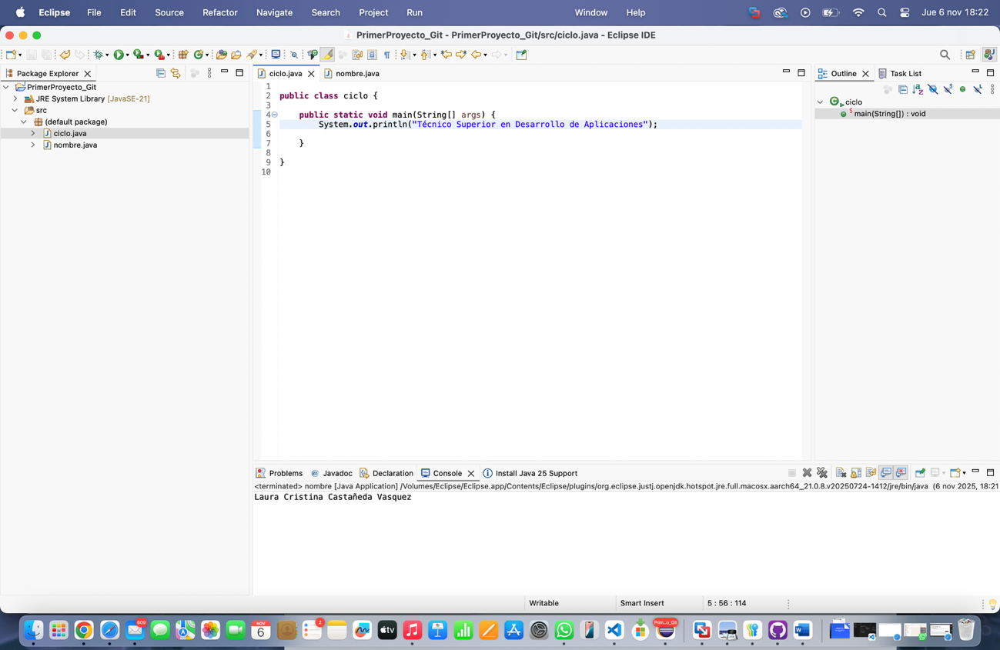 Eclipse File Edit Source Refactor Navigate Search Project Run Window Help Jue 6 nov 18:22
PrimerProyecto_Git - PrimerProyecto_Git/src/ciclo.java - Eclipse IDE
Package Explorer
PrimerProyecto_Git
JRE System Library [JavaSE-21]
src
(default package)
ciclo.java
nombre.java
ciclo.java nombre.java
1
2 public class ciclo {
3
4 public static void main(String[] args) {
5 System.out.println("Técnico Superior en Desarrollo de Aplicaciones");
6
7 }
8
9 }
10
Outline Task List
ciclo
main(String[]) : void
Problems Javadoc Declaration Console Install Java 25 Support
<terminated> nombre [Java Application] /Volumes/Eclipse/Eclipse.app/Contents/Eclipse/plugins/org.eclipse.justj.openjdk.hotspot.jre.full.macosx.aarch64_21.0.8.v20250724-1412/jre/bin/java (6 nov 2025, 18:21
Laura Cristina Castañeda Vasquez
Writable Smart Insert 5 : 56 : 114
609
NOV
6
2
tv
Prim...o_Git